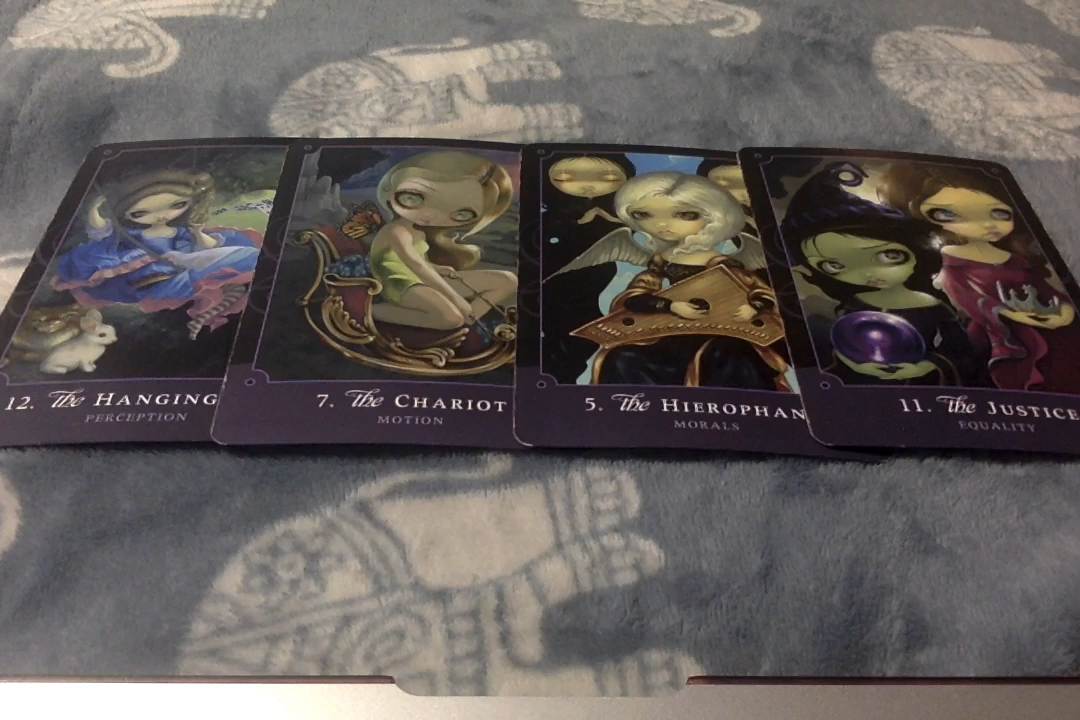 12. The HANGING
PERCEPTION
7. The CHARIOT
MOTION
5. The HIEROPHAN
MORALS
11. The JUSTICE
EQUALITY